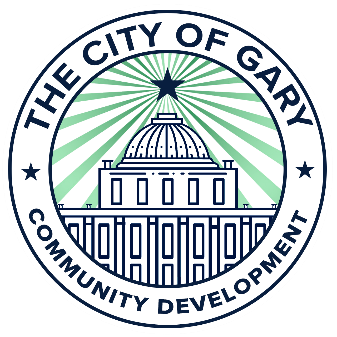 THE CITY OF GARY
COMMUNITY DEVELOPMENT